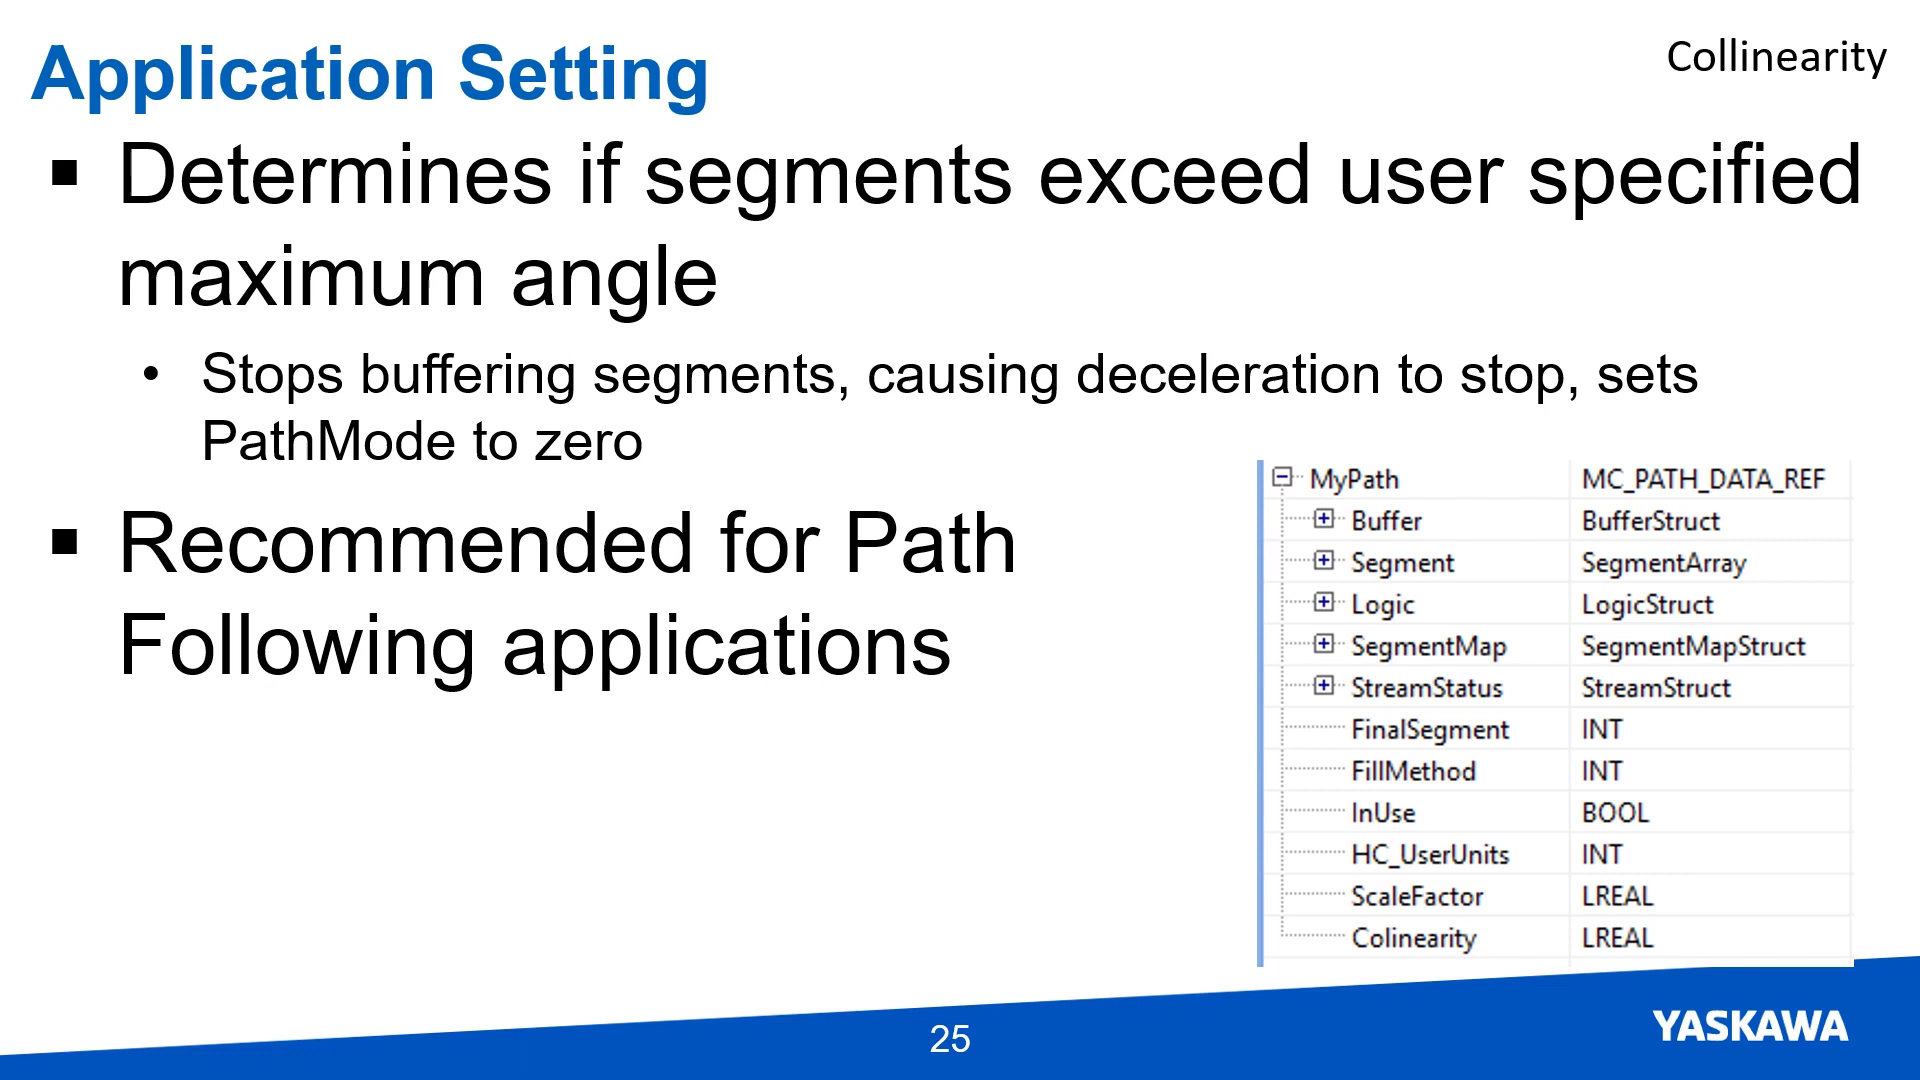 Application Setting
Collinearity
▪ Determines if segments exceed user specified
maximum angle
• Stops buffering segments, causing deceleration to stop, sets
PathMode to zero
▪ Recommended for Path
Following applications
MyPath MC_PATH_DATA_REF
Buffer BufferStruct
Segment SegmentArray
Logic LogicStruct
SegmentMap SegmentMapStruct
StreamStatus StreamStruct
FinalSegment INT
FillMethod INT
InUse BOOL
HC_UserUnits INT
ScaleFactor LREAL
Colinearity LREAL
25
YASKAWA